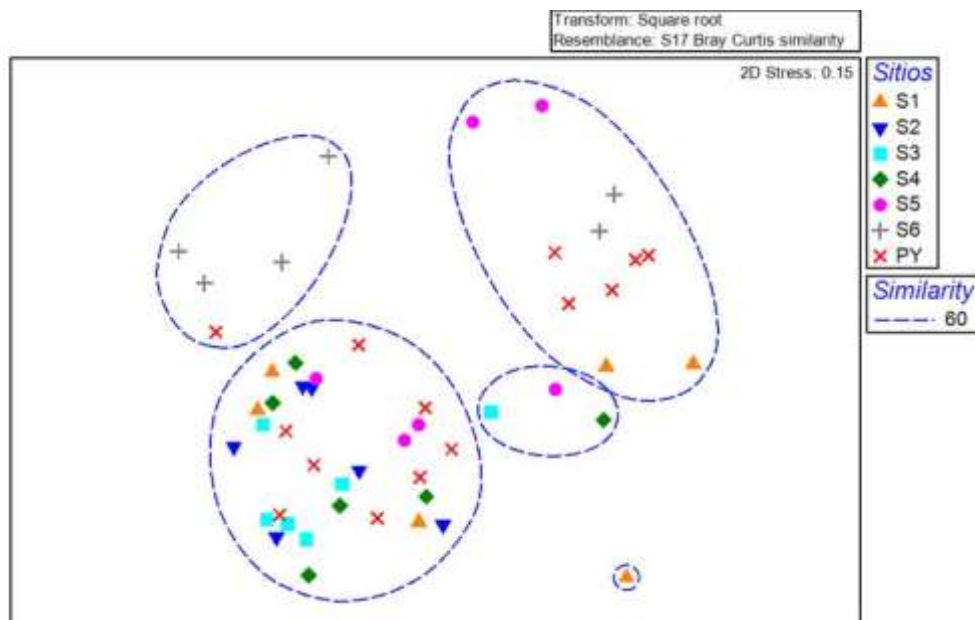 Transform: Square root
Resemblance: S17 Bray Curtis similarity
2D Stress: 0.15
Sitios
S1
S2
S3
S4
S5
S6
PY
Similarity
60